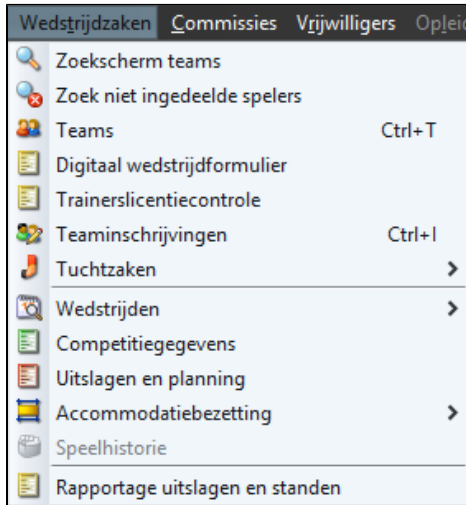 Wedstrijdzaken Commissies Vrijwilligers Opleid
Zoekscherm teams
Zoek niet ingedeelde spelers
Teams Ctrl+T
Digitaal wedstrijdformulier
Trainerslicentiecontrole
Teaminschrijvingen Ctrl+I
Tuchtzaken
Wedstrijden
Competitiegegevens
Uitslagen en planning
Accommodatiebezetting
Speelhistorie
Rapportage uitslagen en standen